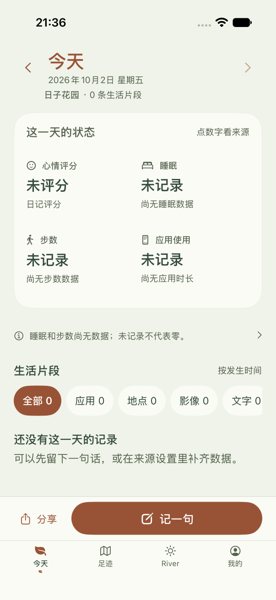 21:36
今天
2026年10月2日 星期五
日子花园 · 0 条生活片段
这一天的状态 点数字看来源
心情评分 睡眠
未评分 未记录
日记评分 尚无睡眠数据
步数 应用使用
未记录 未记录
尚无步数数据 尚无应用时长
睡眠和步数尚无数据；未记录不代表零。
生活片段 按发生时间
全部 0 应用 0 地点 0 影像 0 文字 0
还没有这一天的记录
可以先留下一句话，或在来源设置里补齐数据。
分享 记一句
今天 足迹 River 我的